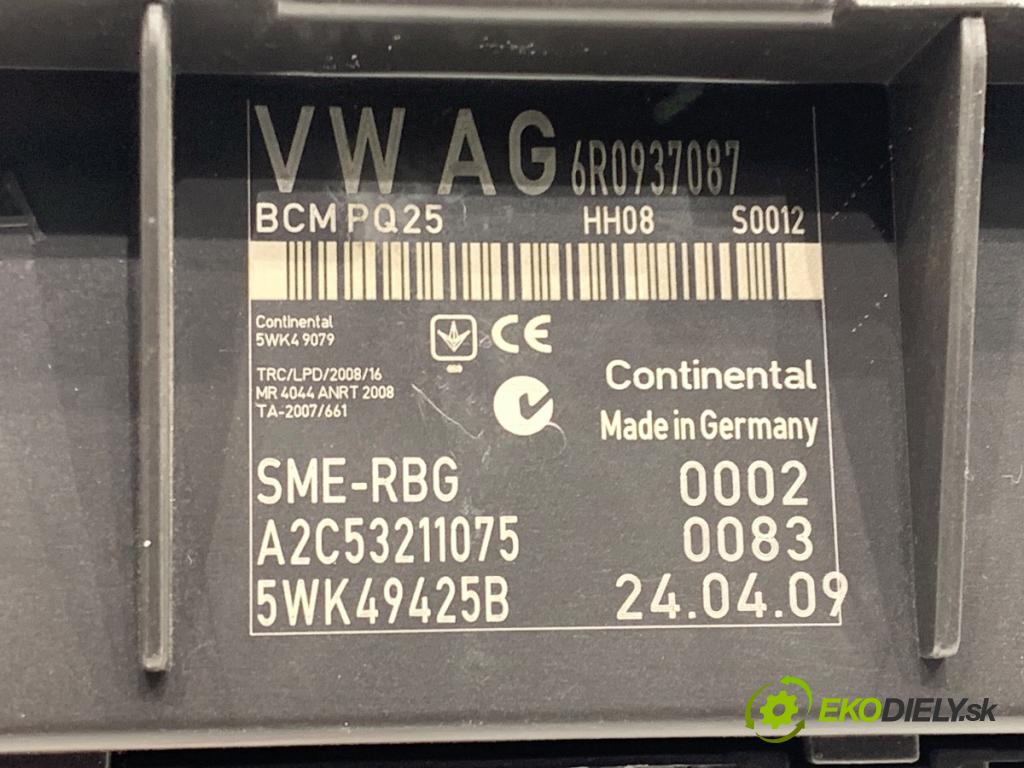 VW AG 6R0937087
BCM PQ25 HH08 S0012
Continental
5WK4 9079
CE
TRC/LPD/2008/16
MR 4044 ANRT 2008
TA-2007/661
Continental
Made in Germany
SME-RBG 0002
A2C53211075 0083
5WK49425B 24.04.09
EKODIELY.sk